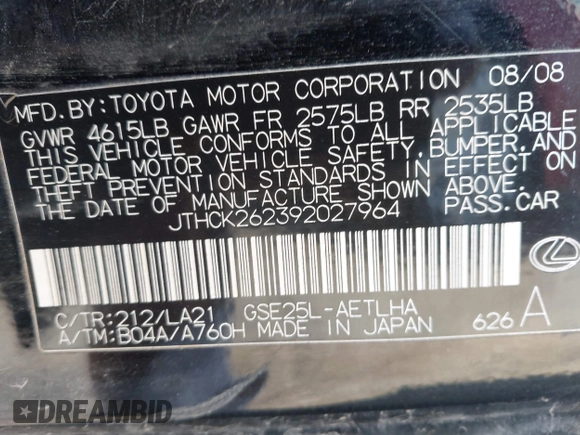 MFD.BY:TOYOTA MOTOR CORPORATION 08/08
GVWR 4615LB GAWR FR 2575LB RR 2535LB
THIS VEHICLE CONFORMS TO ALL APPLICABLE
FEDERAL MOTOR VEHICLE SAFETY,BUMPER,AND
THEFT PREVENTION STANDARDS IN EFFECT ON
THE DATE OF MANUFACTURE SHOWN ABOVE.
JTHCK262392027964 PASS.CAR
C/TR:212/LA21 GSE25L-AETLHA
A/TM:B04A/A760H MADE IN JAPAN 626 A
DREAMBID